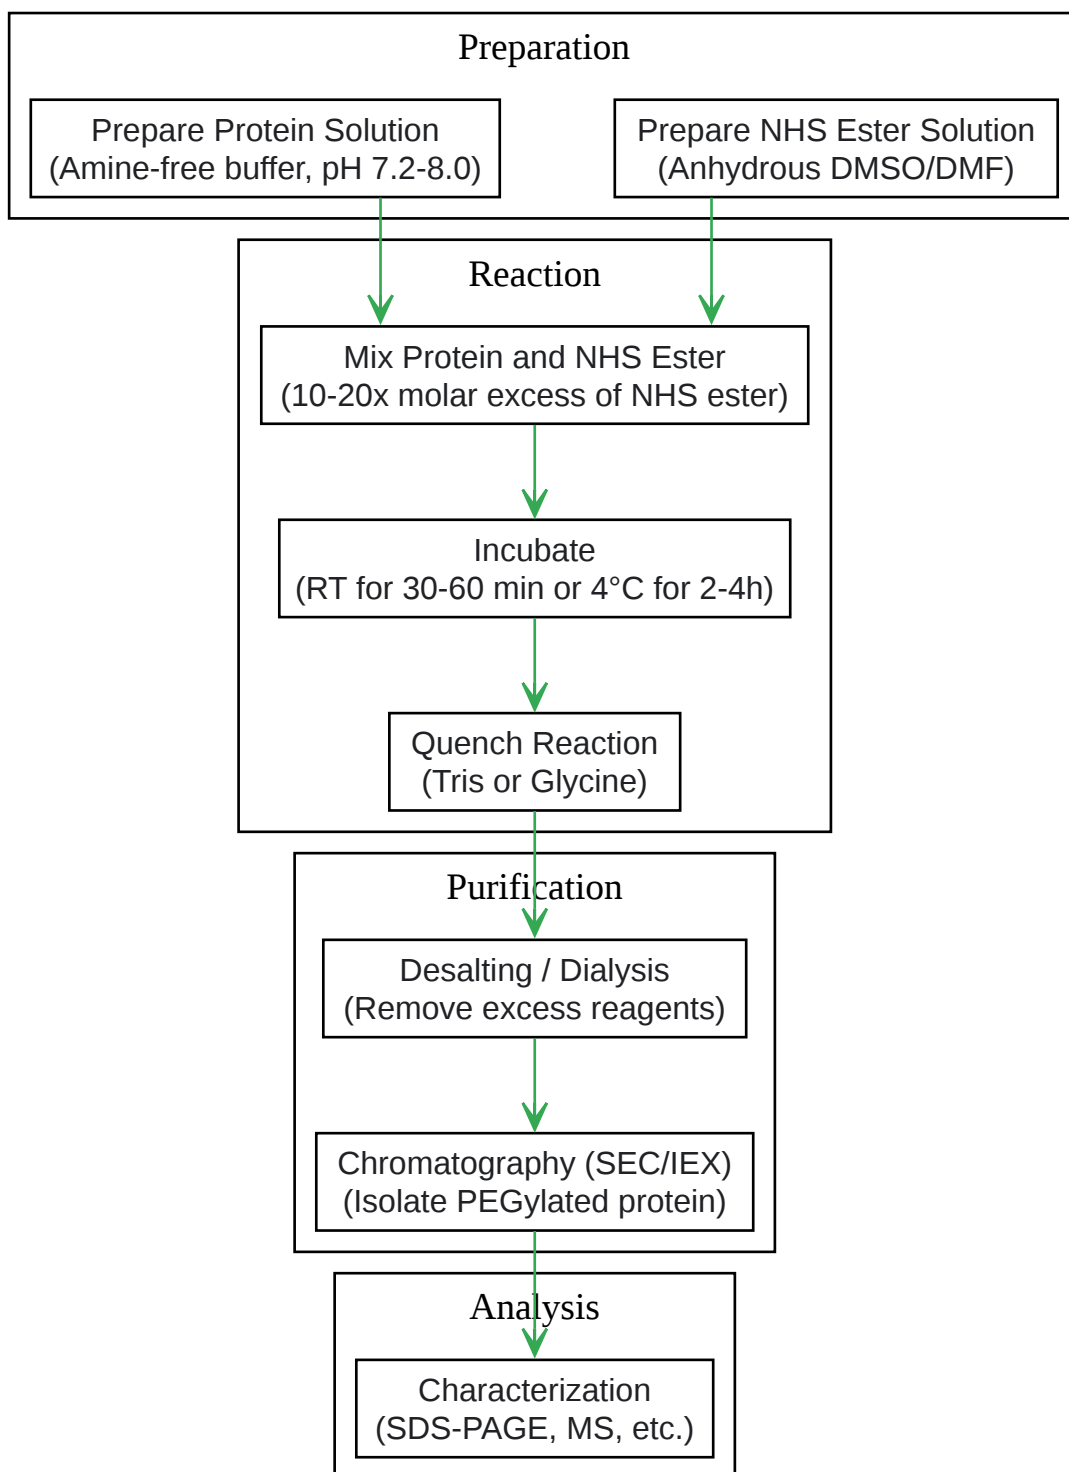 Preparation
Prepare Protein Solution
(Amine-free buffer, pH 7.2-8.0)
Prepare NHS Ester Solution
(Anhydrous DMSO/DMF)
Reaction
Mix Protein and NHS Ester
(10-20x molar excess of NHS ester)
Incubate
(RT for 30-60 min or 4°C for 2-4h)
Quench Reaction
(Tris or Glycine)
Purification
Desalting / Dialysis
(Remove excess reagents)
Chromatography (SEC/IEX)
(Isolate PEGylated protein)
Analysis
Characterization
(SDS-PAGE, MS, etc.)